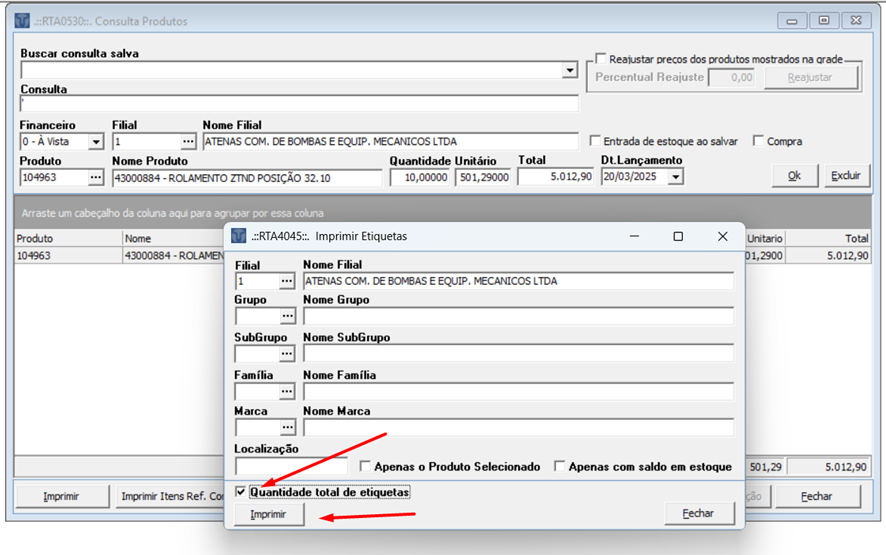 .::RTA0530::. Consulta Produtos
Buscar consulta salva
Reajustar preços dos produtos mostrados na grade
Percentual Reajuste 0,00 Reajustar
Consulta
'
Financeiro Filial Nome Filial
0 - À Vista 1 ... ATENAS COM. DE BOMBAS E EQUIP. MECANICOS LTDA Entrada de estoque ao salvar Compra
Produto Nome Produto Quantidade Unitário Total Dt.Lançamento
104963 ... 43000884 - ROLAMENTO ZTND POSIÇÃO 32.10 10,00000 501,29000 5.012,90 20/03/2025 Ok Excluir
Arraste um cabeçalho da coluna aqui para agrupar por essa coluna
Produto Nome Unitario Total
104963 43000884 - ROLAMEN 01,2900 5.012,90
.::RTA4045::. Imprimir Etiquetas
Filial Nome Filial
1 ... ATENAS COM. DE BOMBAS E EQUIP. MECANICOS LTDA
Grupo Nome Grupo
...
SubGrupo Nome SubGrupo
...
Família Nome Família
...
Marca Nome Marca
...
Localização
Apenas o Produto Selecionado Apenas com saldo em estoque
Quantidade total de etiquetas
Imprimir Fechar
501,29 5.012,90
Imprimir Imprimir Itens Ref. Co ção Fechar